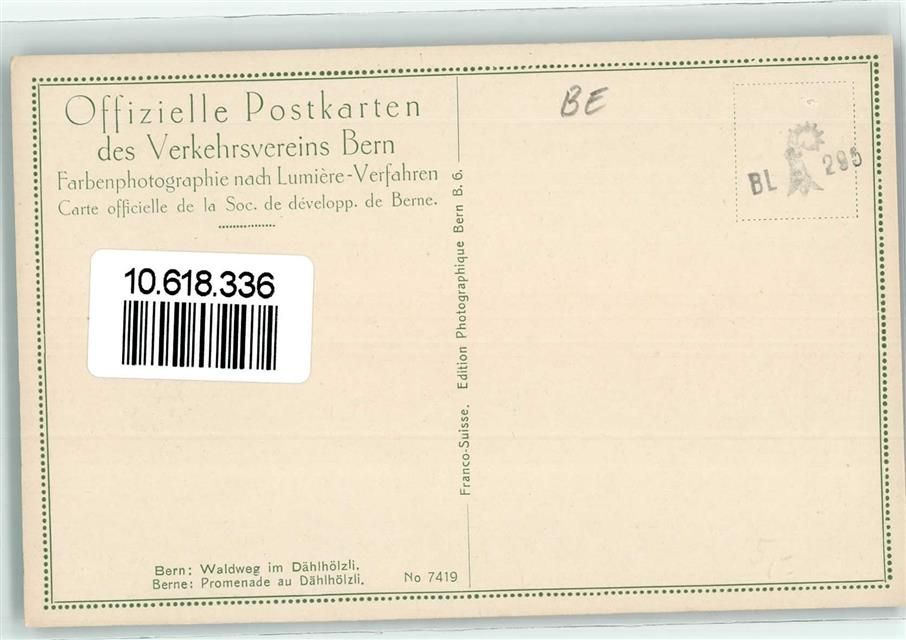 Offizielle Postkarten
des Verkehrsvereins Bern
Farbenphotographie nach Lumière-Verfahren
Carte officielle de la Soc. de développ. de Berne.
BE
BL 285
10.618.336
Franco-Suisse. Edition Photographique Bern B. 6.
Bern: Waldweg im Dählhölzli.
Berne: Promenade au Dählhölzli.
No 7419
5,-